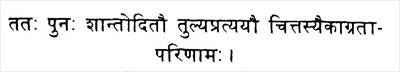 ततः पुनः शान्तोदितौ तुल्यप्रत्ययौ चित्तस्यैकाग्रता-
परिणामः ।